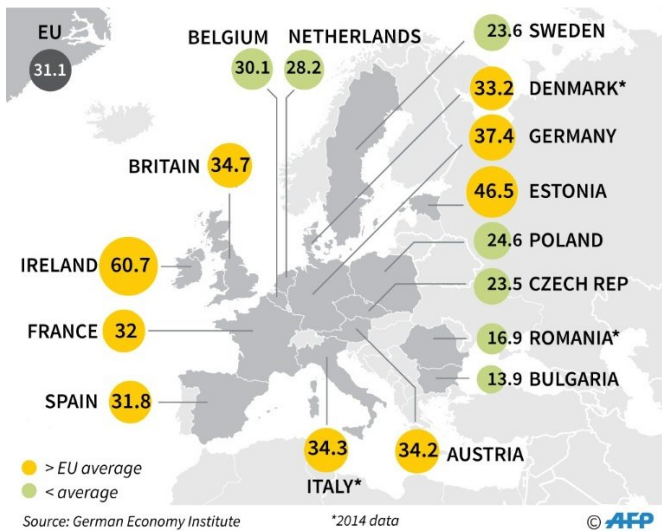 EU
31.1
BELGIUM
30.1
NETHERLANDS
28.2
23.6 SWEDEN
33.2 DENMARK*
37.4 GERMANY
BRITAIN 34.7
46.5 ESTONIA
24.6 POLAND
IRELAND 60.7
23.5 CZECH REP
FRANCE 32
16.9 ROMANIA*
13.9 BULGARIA
SPAIN 31.8
34.3
ITALY*
34.2 AUSTRIA
> EU average
< average
Source: German Economy Institute
*2014 data
© AFP